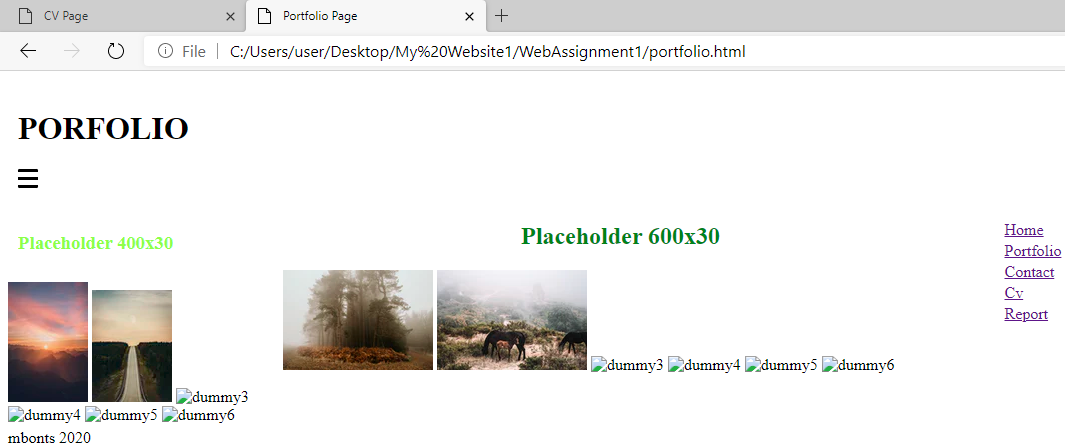 CV Page
Portfolio Page
File
C:/Users/user/Desktop/My%20Website1/WebAssignment1/portfolio.html
PORFOLIO
Placeholder 400x30
dummy3
dummy4 dummy5 dummy6
mbonts 2020
Placeholder 600x30
dummy3 dummy4 dummy5 dummy6
Home
Portfolio
Contact
Cv
Report